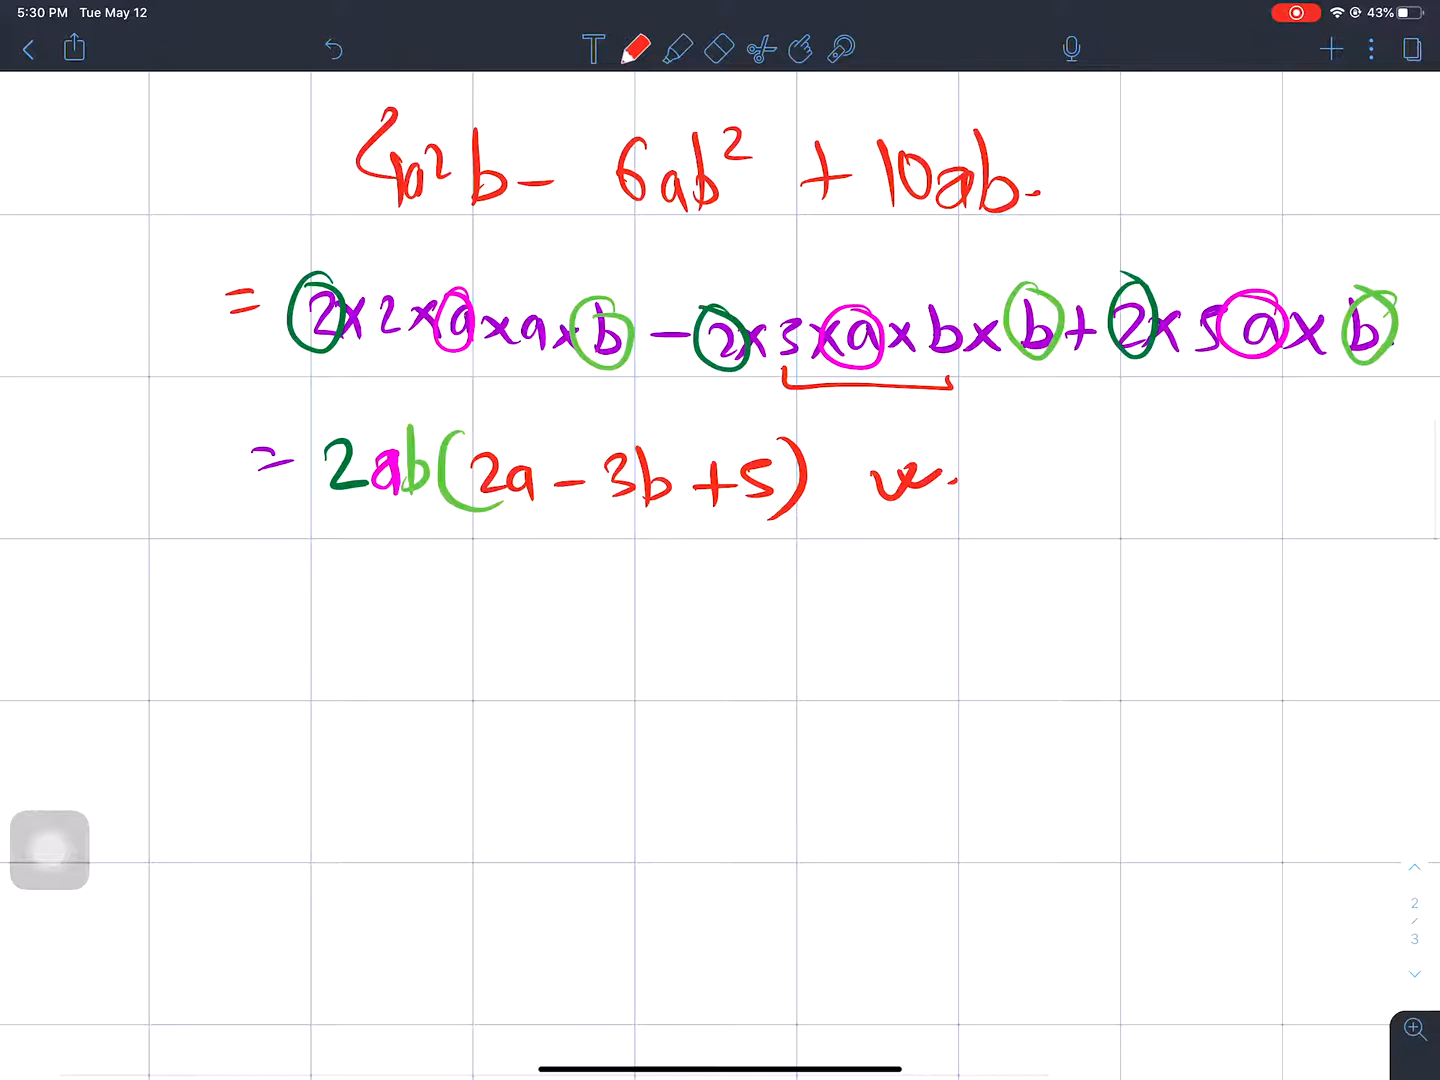 5:30 PM Tue May 12 43%
4a²b - 6ab² + 10ab.
= 2×2×a×a×b - 2×3×a×b×b + 2×5a×b
= 2ab(2a - 3b + 5)
2
/
3